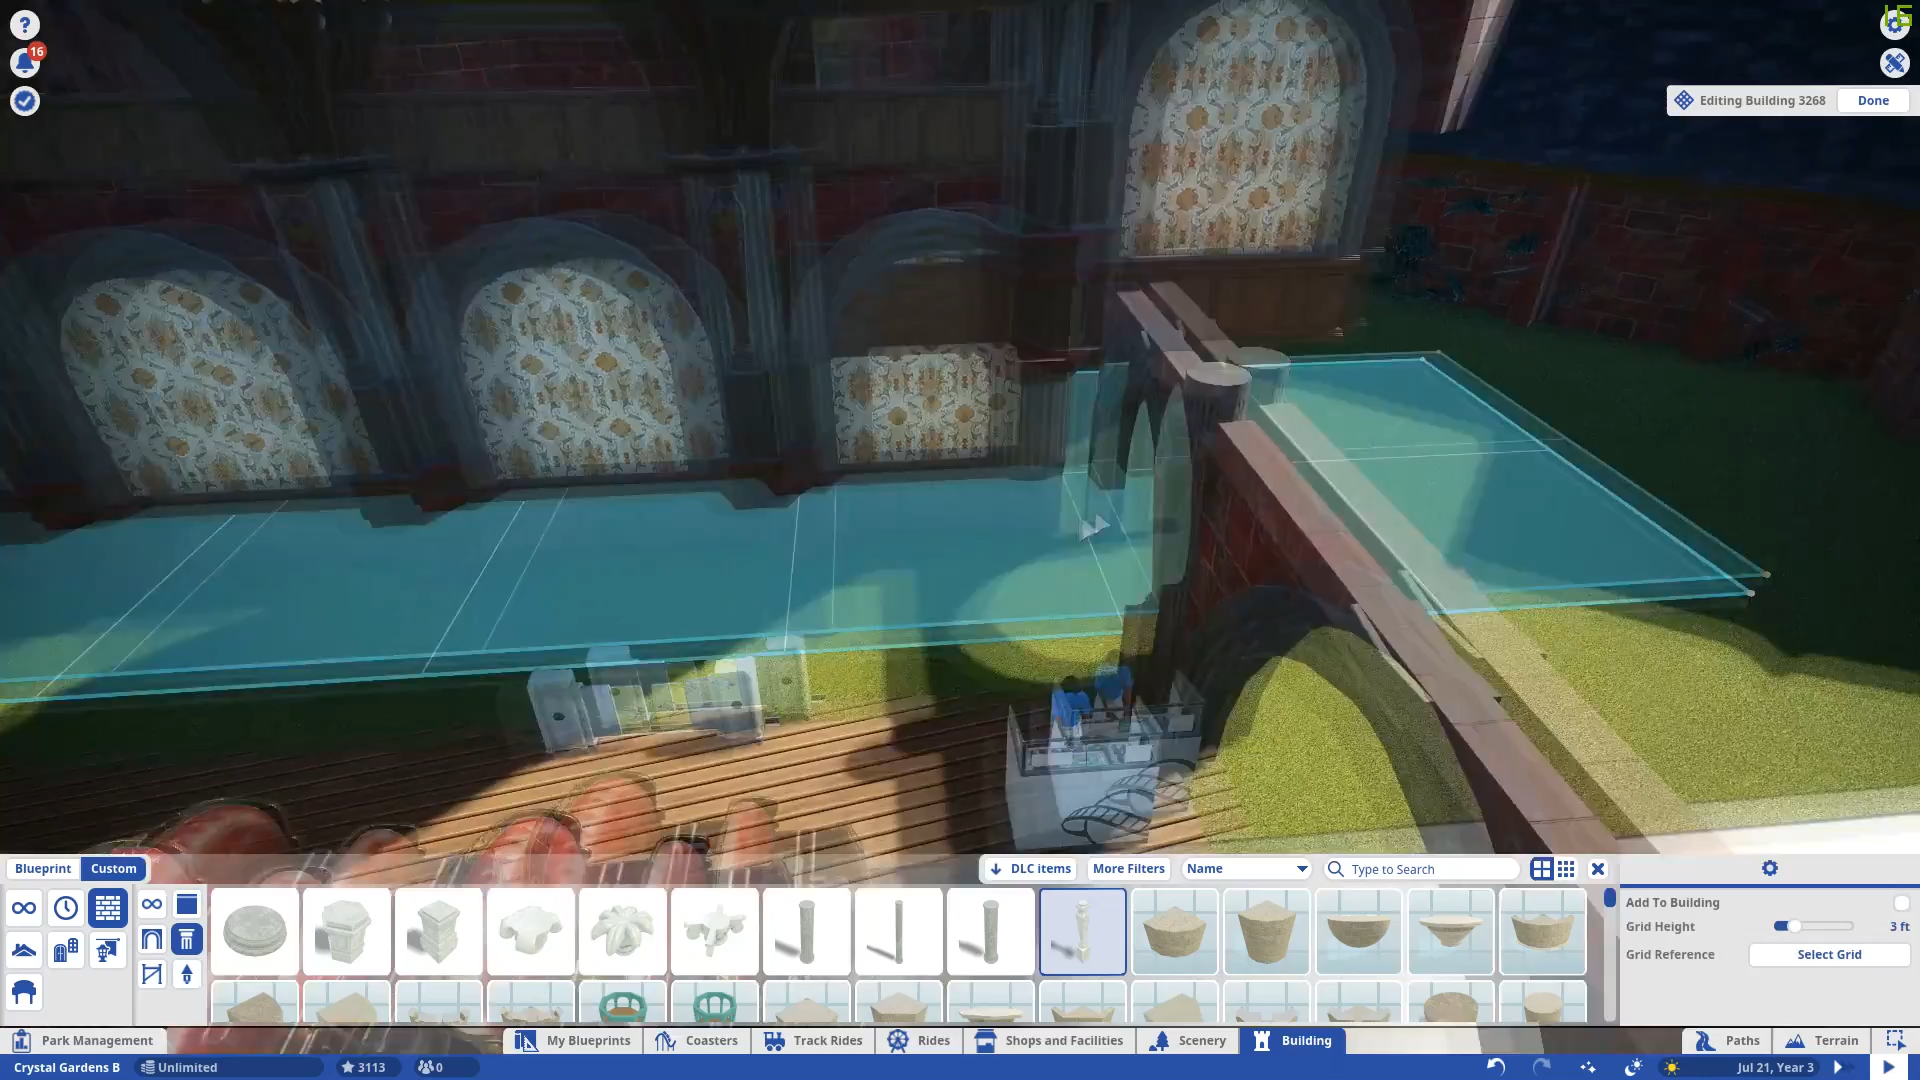 ?
16
16
Editing Building 3268 Done
Blueprint Custom
DLC items More Filters Name Type to Search
Add To Building
Grid Height 3 ft
Grid Reference Select Grid
Park Management My Blueprints Coasters Track Rides Rides Shops and Facilities Scenery Building Paths Terrain
Crystal Gardens B Unlimited 3113 0 Jul 21, Year 3